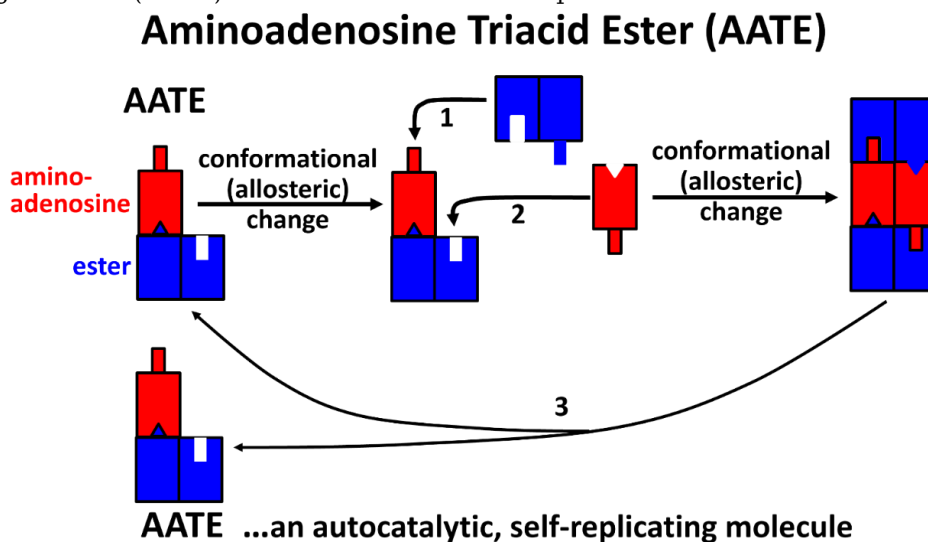 Aminoadenosine Triacid Ester (AATE)
AATE
amino-
adenosine
ester
conformational
(allosteric)
change
1
2
conformational
(allosteric)
change
3
AATE ...an autocatalytic, self-replicating molecule